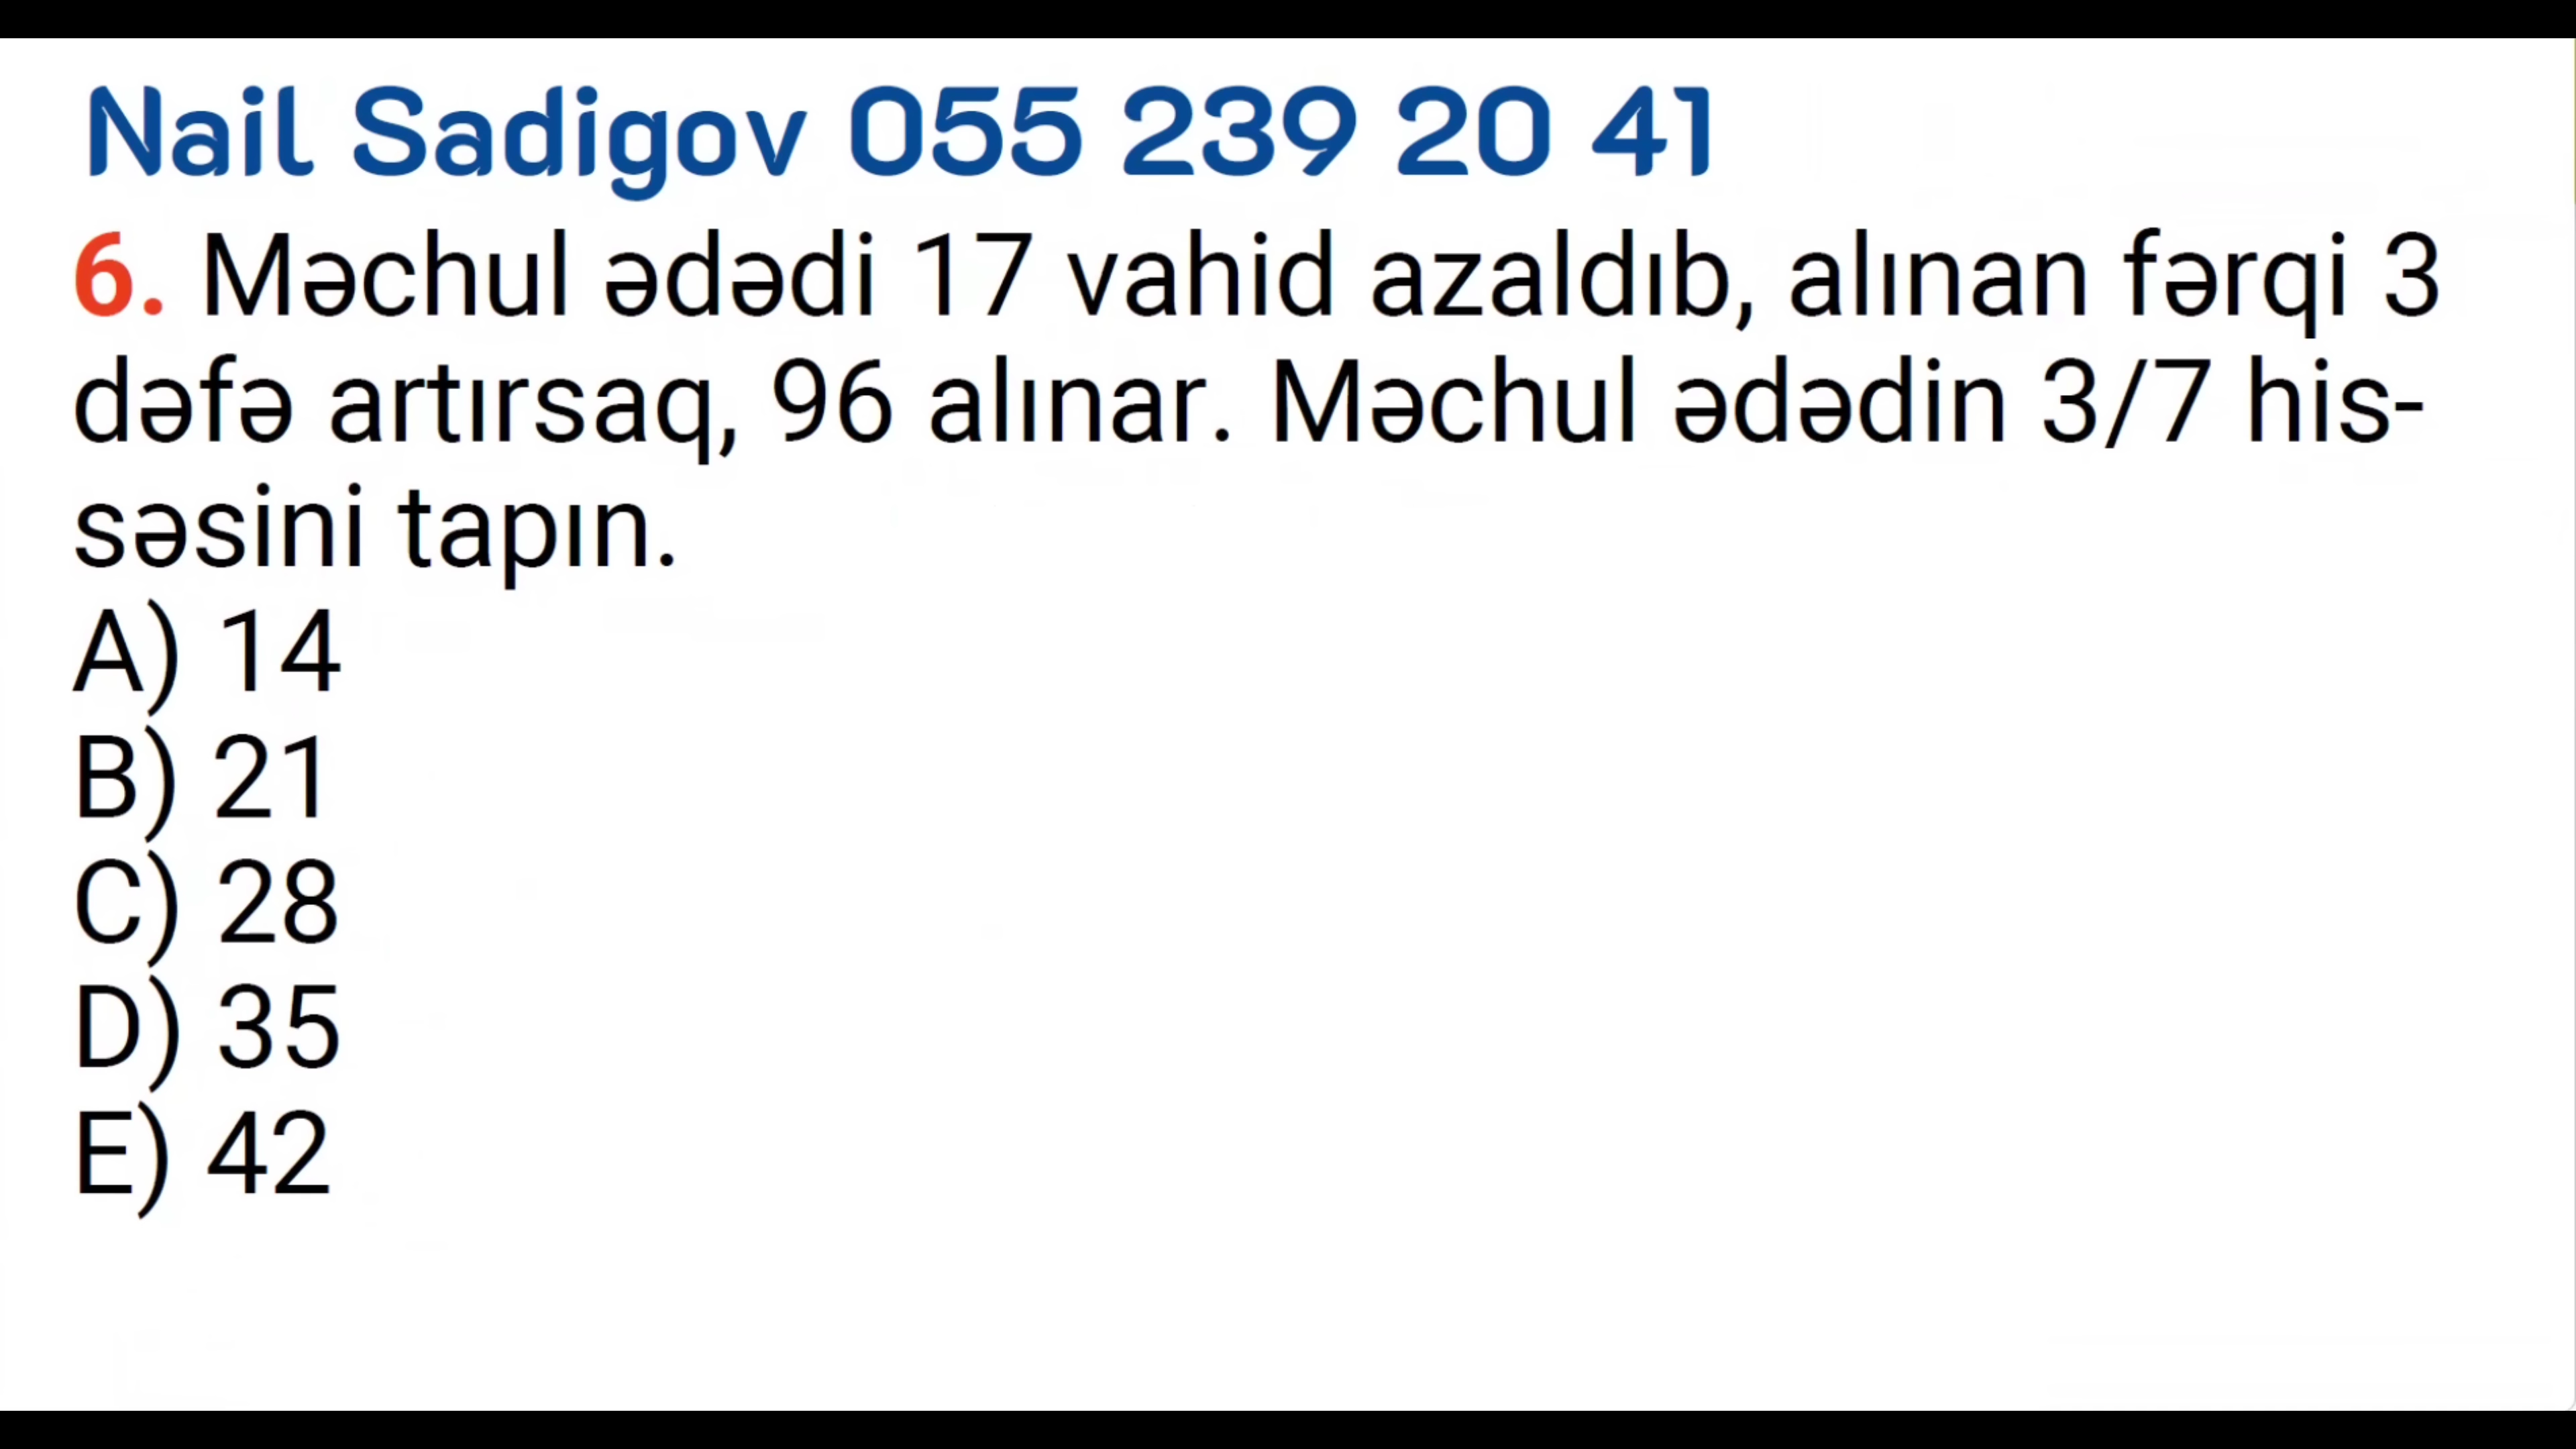 Nail Sadigov 055 239 20 41
6. Məchul ədədi 17 vahid azaldıb, alınan fərqi 3
dəfə artırsaq, 96 alınar. Məchul ədədin 3/7 his-
səsini tapın.
A) 14
B) 21
C) 28
D) 35
E) 42